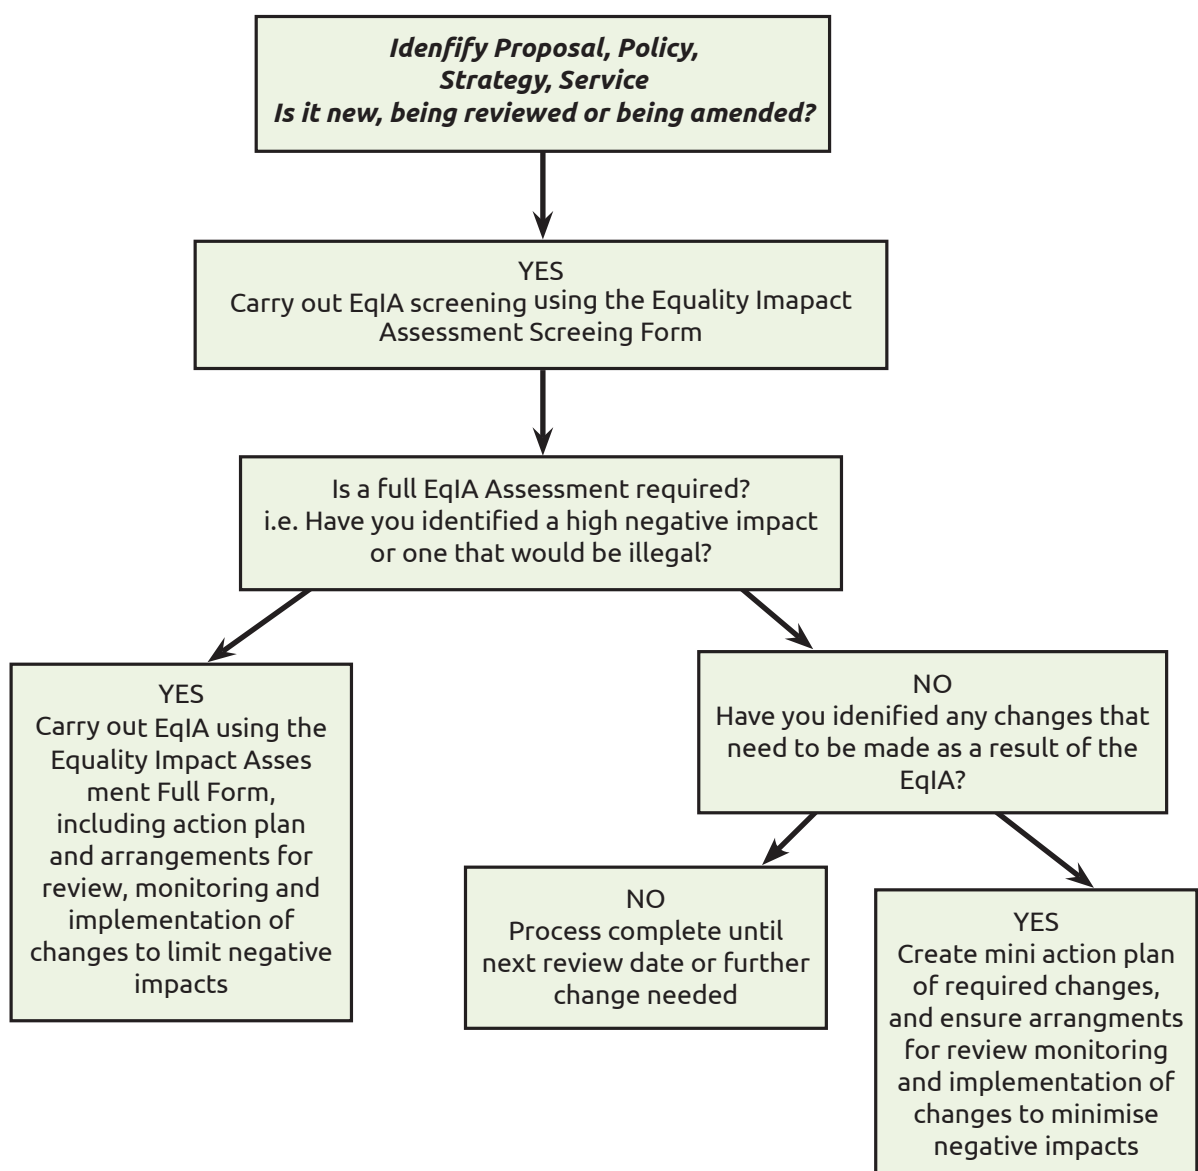 Idenfify Proposal, Policy,
Strategy, Service
Is it new, being reviewed or being amended?
YES
Carry out EqIA screening using the Equality Imapact
Assessment Screeing Form
Is a full EqIA Assessment required?
i.e. Have you identified a high negative impact
or one that would be illegal?
YES
Carry out EqIA using the
Equality Impact Asses
ment Full Form,
including action plan
and arrangements for
review, monitoring and
implementation of
changes to limit negative
impacts
NO
Have you idenified any changes that
need to be made as a result of the
EqIA?
NO
Process complete until
next review date or further
change needed
YES
Create mini action plan
of required changes,
and ensure arrangments
for review monitoring
and implementation of
changes to minimise
negative impacts